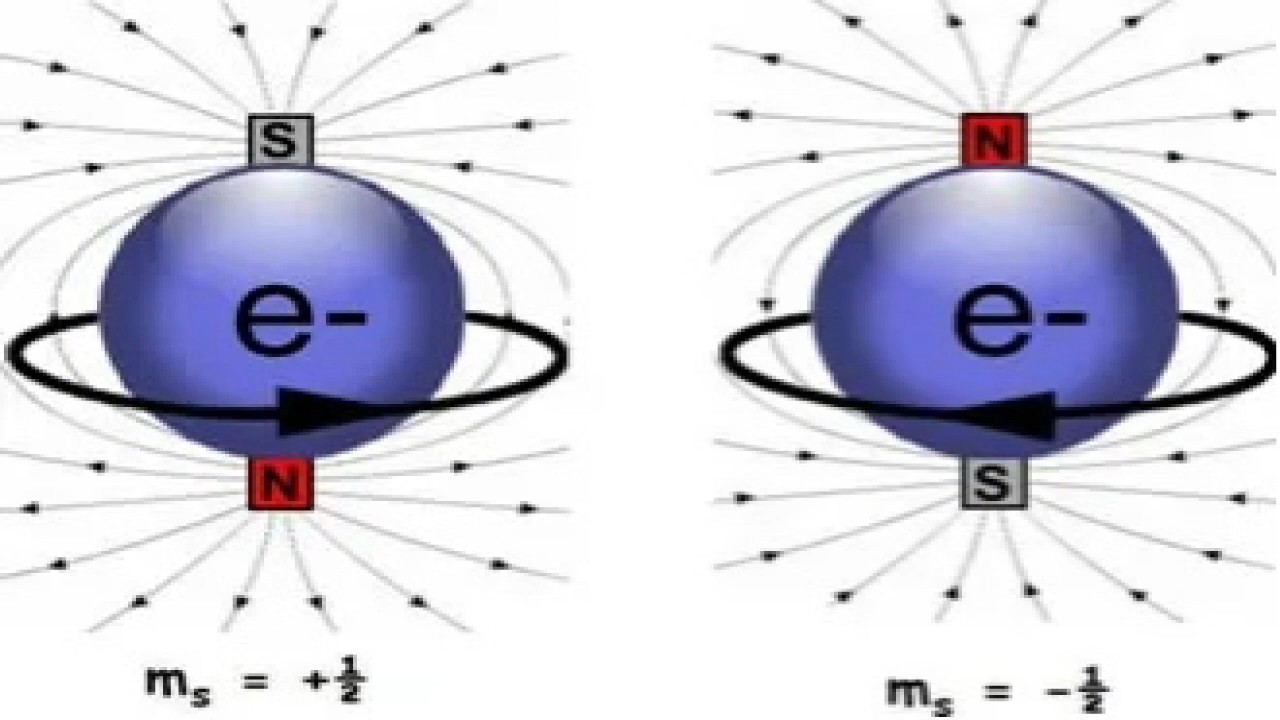 S
N
e-
e-
N
S
mₛ = +½
mₛ = -½